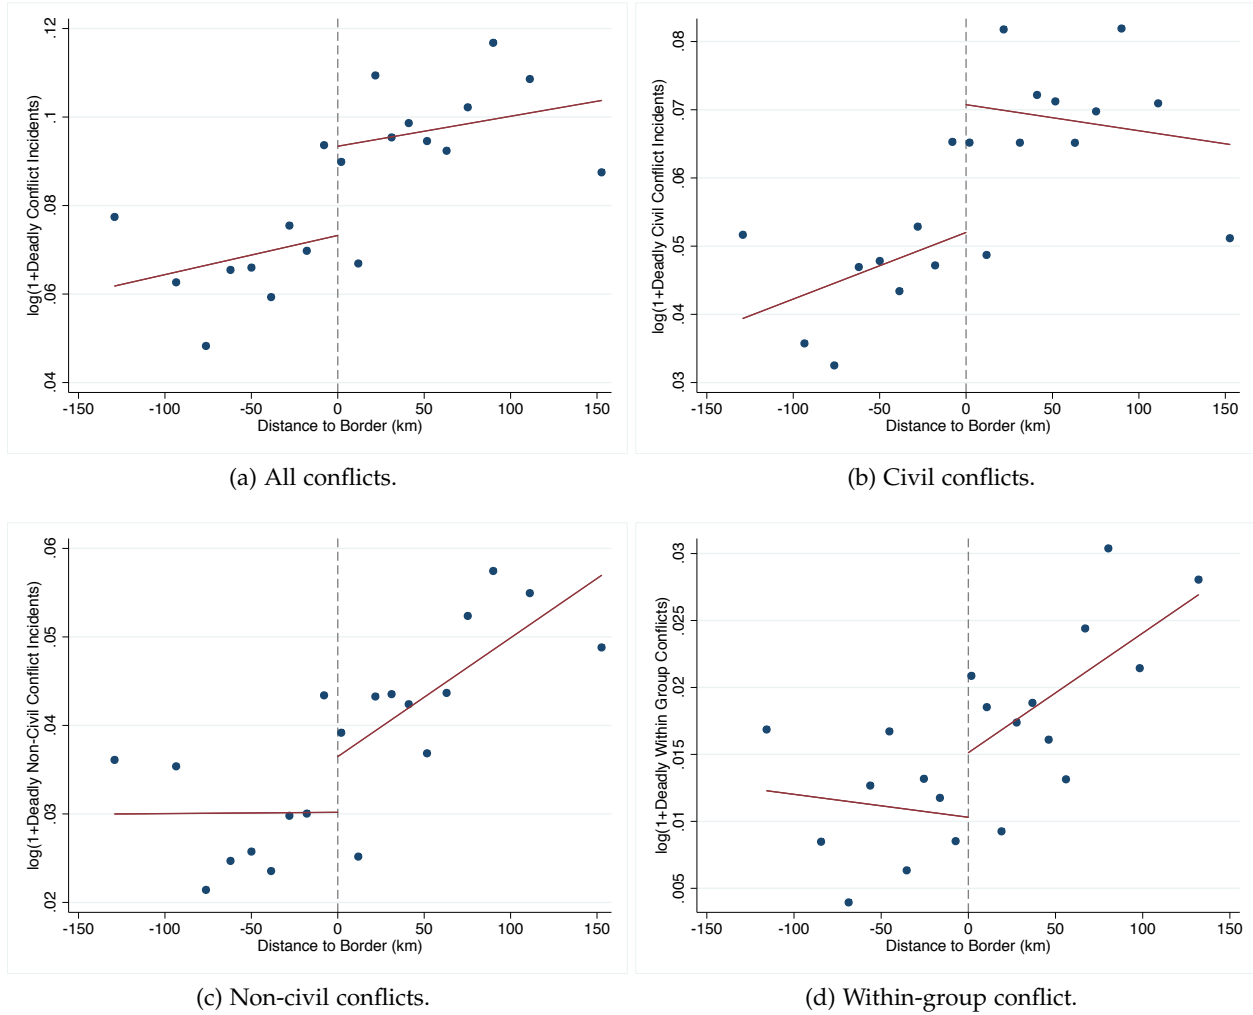 log(1+Deadly Conflict Incidents)
.12
.1
.08
.06
.04
-150 -100 -50 0 50 100 150
Distance to Border (km)
(a) All conflicts.
log(1+Deadly Civil Conflict Incidents)
.08
.07
.06
.05
.04
.03
-150 -100 -50 0 50 100 150
Distance to Border (km)
(b) Civil conflicts.
log(1+Deadly Non-Civil Conflict Incidents)
.06
.05
.04
.03
.02
-150 -100 -50 0 50 100 150
Distance to Border (km)
(c) Non-civil conflicts.
log(1+Deadly Within Group Conflicts)
.03
.025
.02
.015
.01
.005
-150 -100 -50 0 50 100 150
Distance to Border (km)
(d) Within-group conflict.